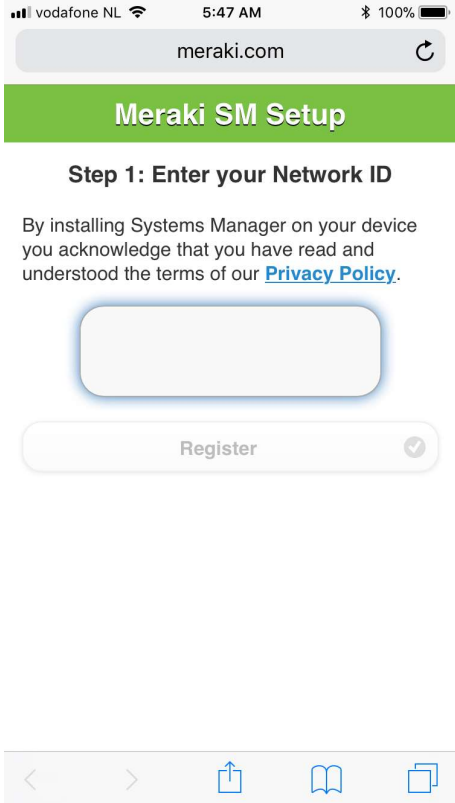 vodafone NL 5:47 AM 100%
meraki.com
Meraki SM Setup
Step 1: Enter your Network ID
By installing Systems Manager on your device
you acknowledge that you have read and
understood the terms of our Privacy Policy.
Register